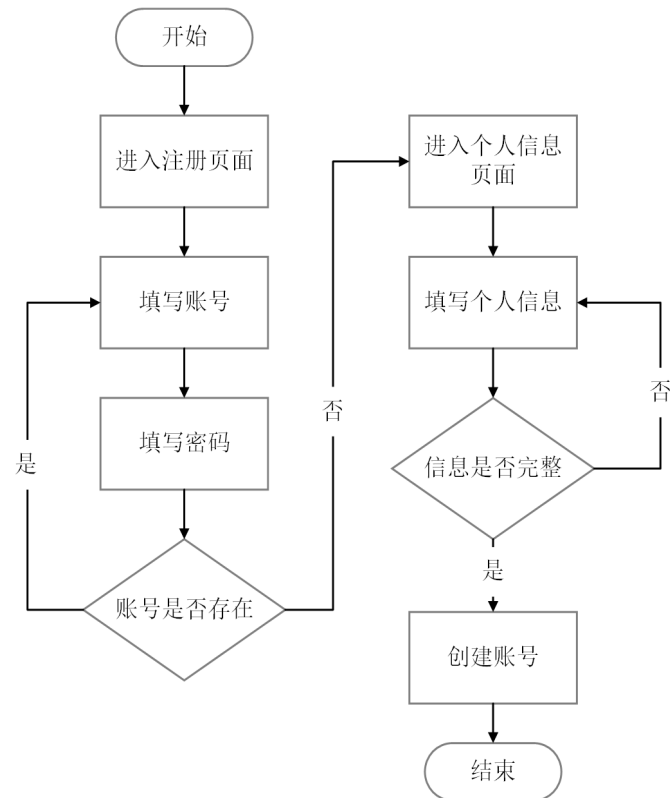 开始
进入注册页面
填写账号
填写密码
是
账号是否存在
否
进入个人信息
页面
填写个人信息
否
信息是否完整
是
创建账号
结束